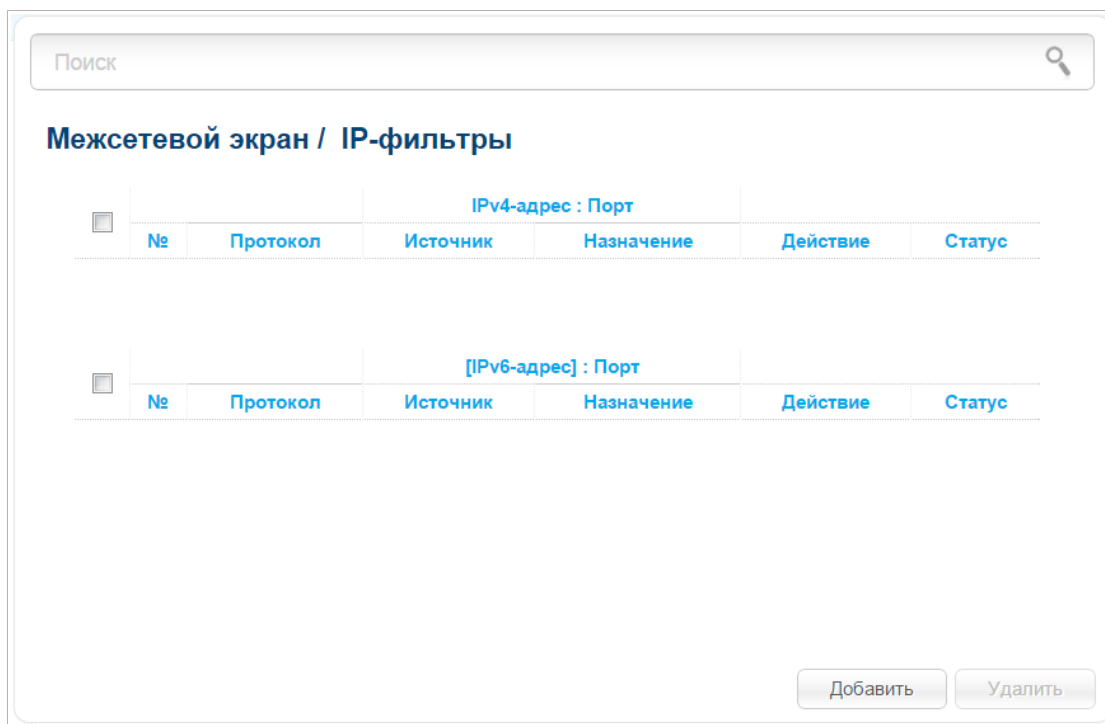 Поиск
Межсетевой экран / IP-фильтры
IPv4-адрес : Порт
№ Протокол Источник Назначение Действие Статус
[IPv6-адрес] : Порт
№ Протокол Источник Назначение Действие Статус
Добавить Удалить